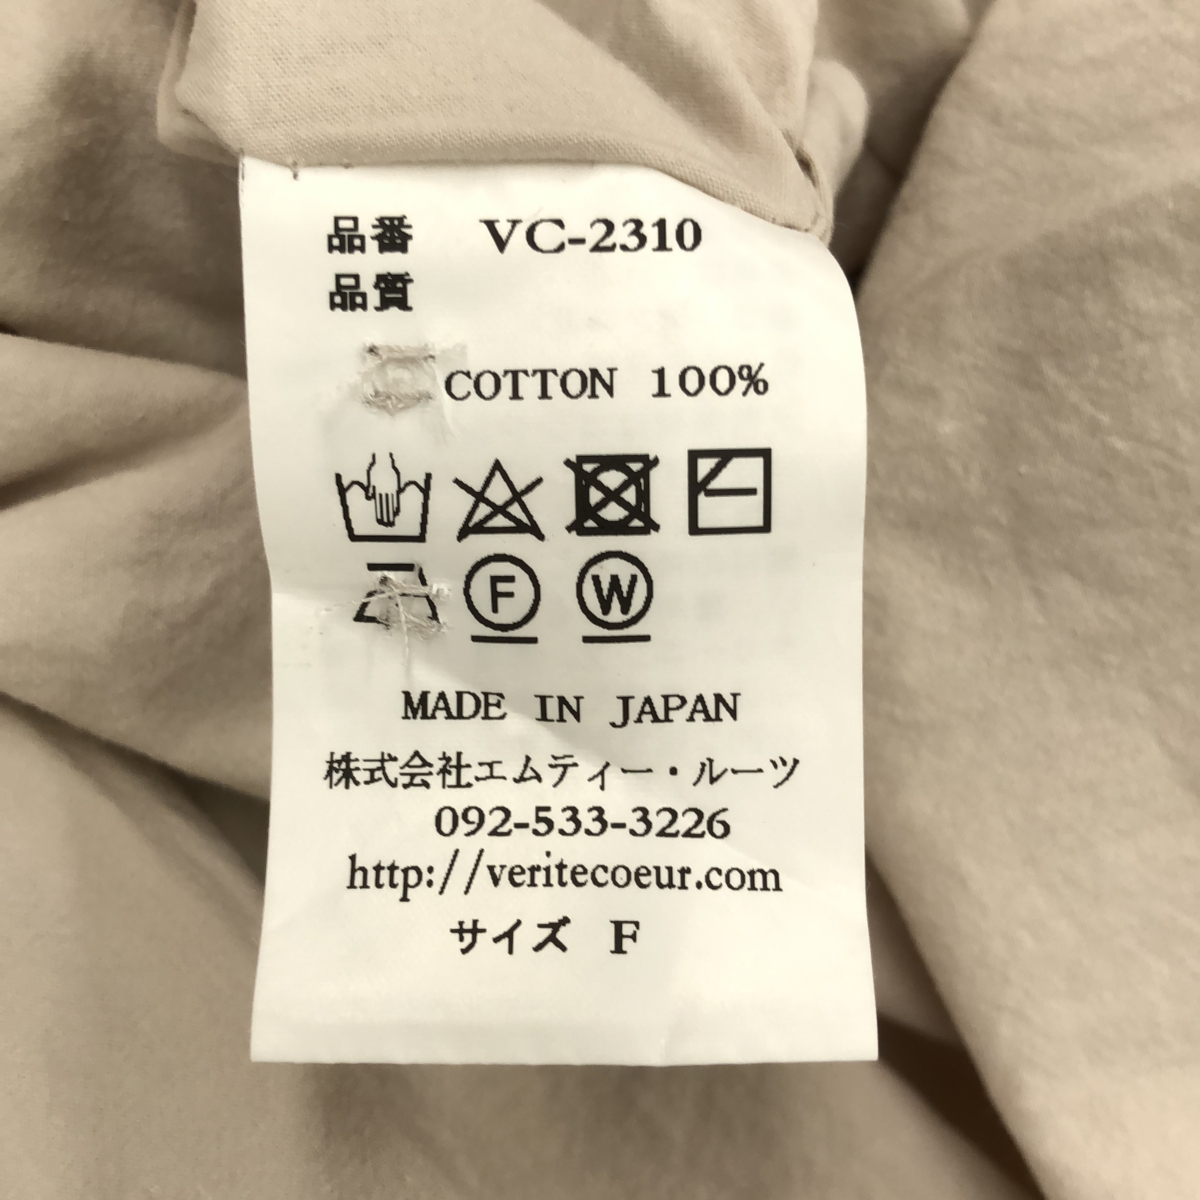 品番 VC-2310
品質
COTTON 100%
F W
MADE IN JAPAN
株式会社エムティー・ルーツ
092-533-3226
http://veritecoeur.com
サイズ F